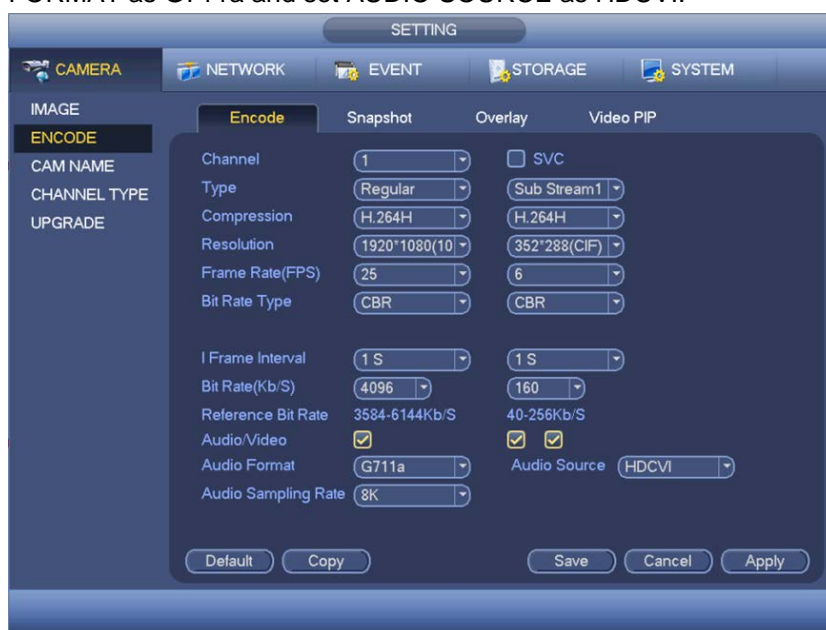 FORMAT as G711a and set AUDIO SOURCE as HDCVI.
SETTING
CAMERA NETWORK EVENT STORAGE SYSTEM
IMAGE
ENCODE
CAM NAME
CHANNEL TYPE
UPGRADE
Encode Snapshot Overlay Video PIP
Channel 1 SVC
Type Regular Sub Stream1
Compression H.264H H.264H
Resolution 1920*1080(10 352*288(CIF)
Frame Rate(FPS) 25 6
Bit Rate Type CBR CBR
I Frame Interval 1 S 1 S
Bit Rate(Kb/S) 4096 160
Reference Bit Rate 3584-6144Kb/S 40-256Kb/S
Audio/Video
Audio Format G711a Audio Source HDCVI
Audio Sampling Rate 8K
Default Copy Save Cancel Apply